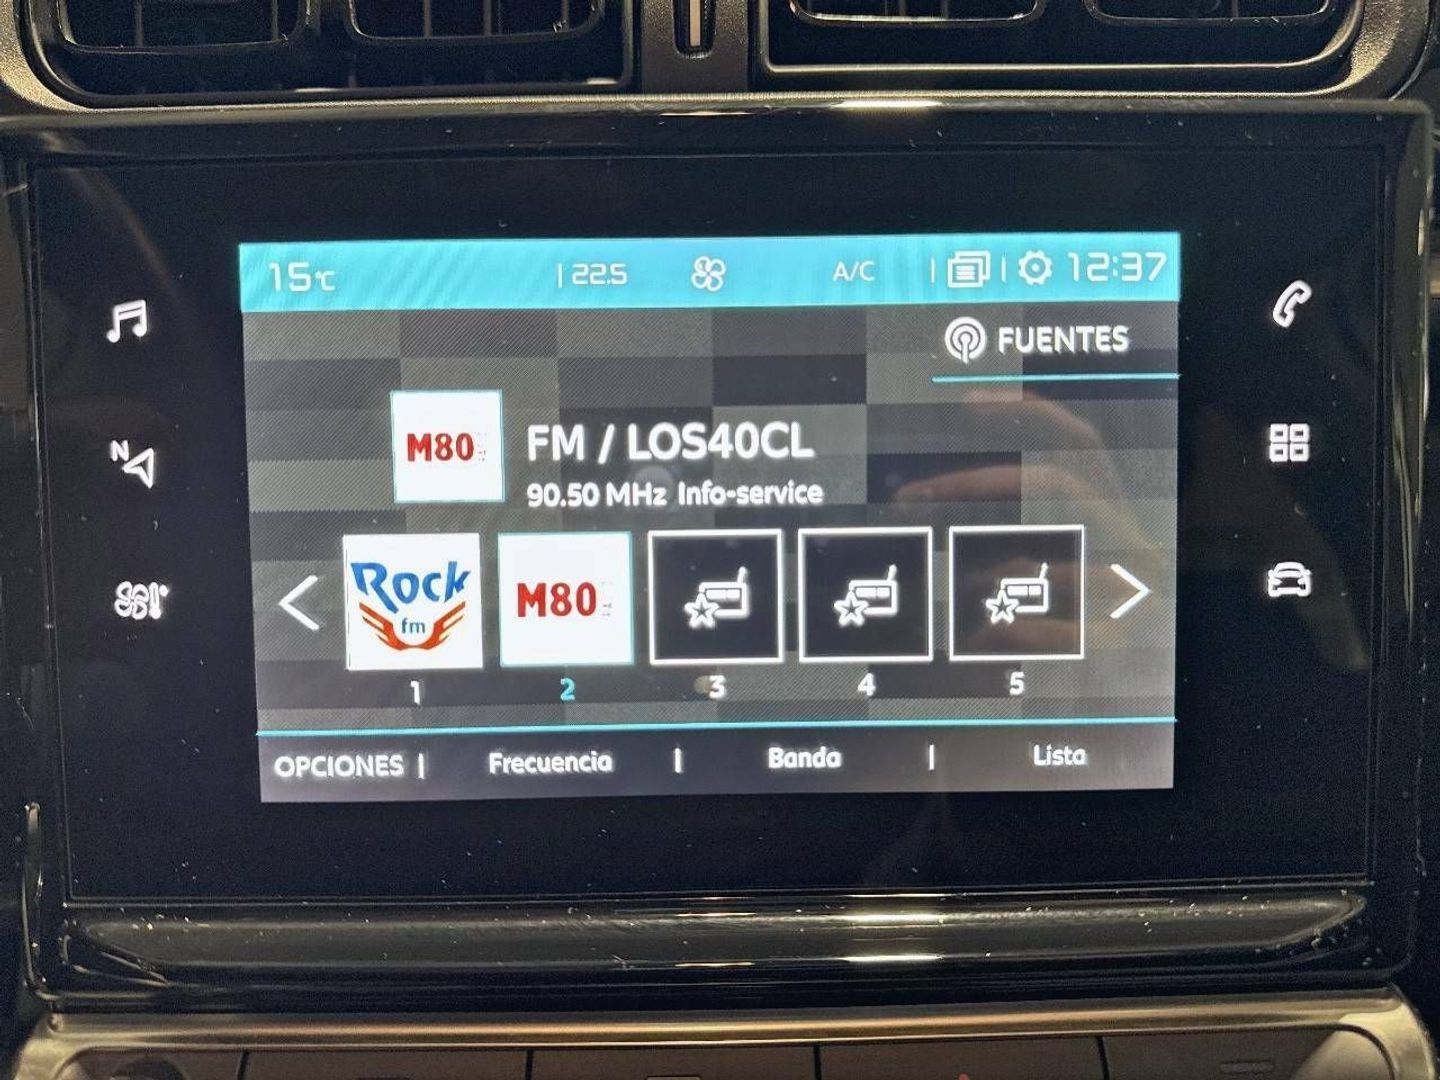 15°C | 22.5 A/C | | 12:37
FUENTES
M80
FM / LOS40CL
90.50 MHz Info-service
N
Rock
fm
M80
1 2 3 4 5
OPCIONES | Frecuencia | Banda | Lista